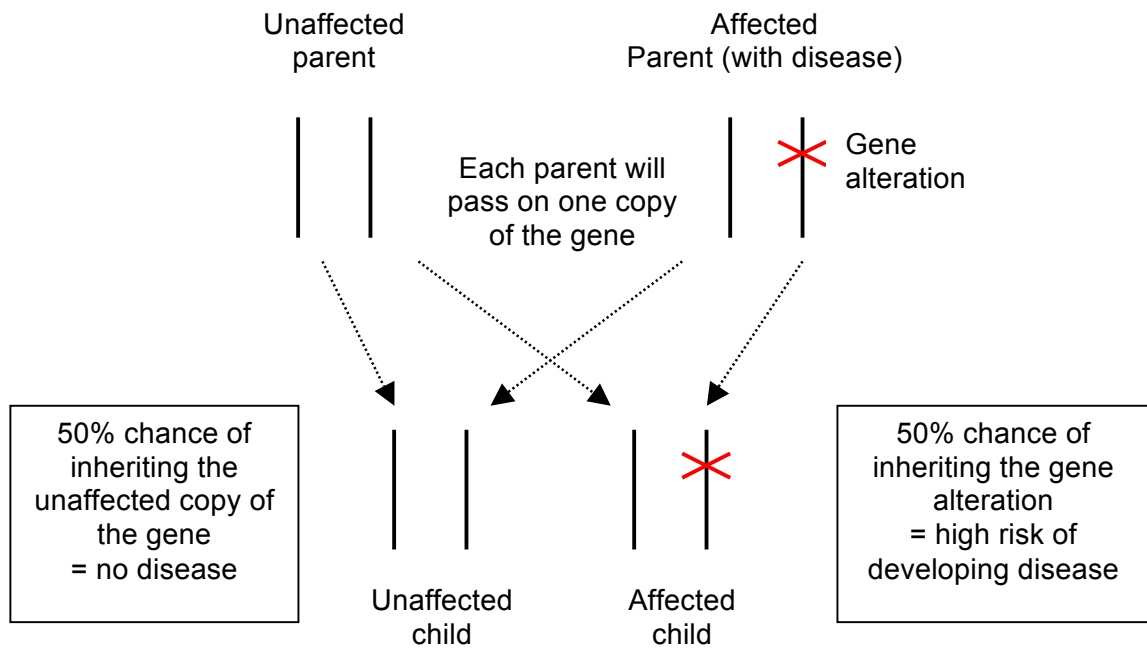 Unaffected
parent
Affected
Parent (with disease)
Each parent will
pass on one copy
of the gene
Gene
alteration
50% chance of
inheriting the
unaffected copy of
the gene
= no disease
Unaffected
child
Affected
child
50% chance of
inheriting the gene
alteration
= high risk of
developing disease